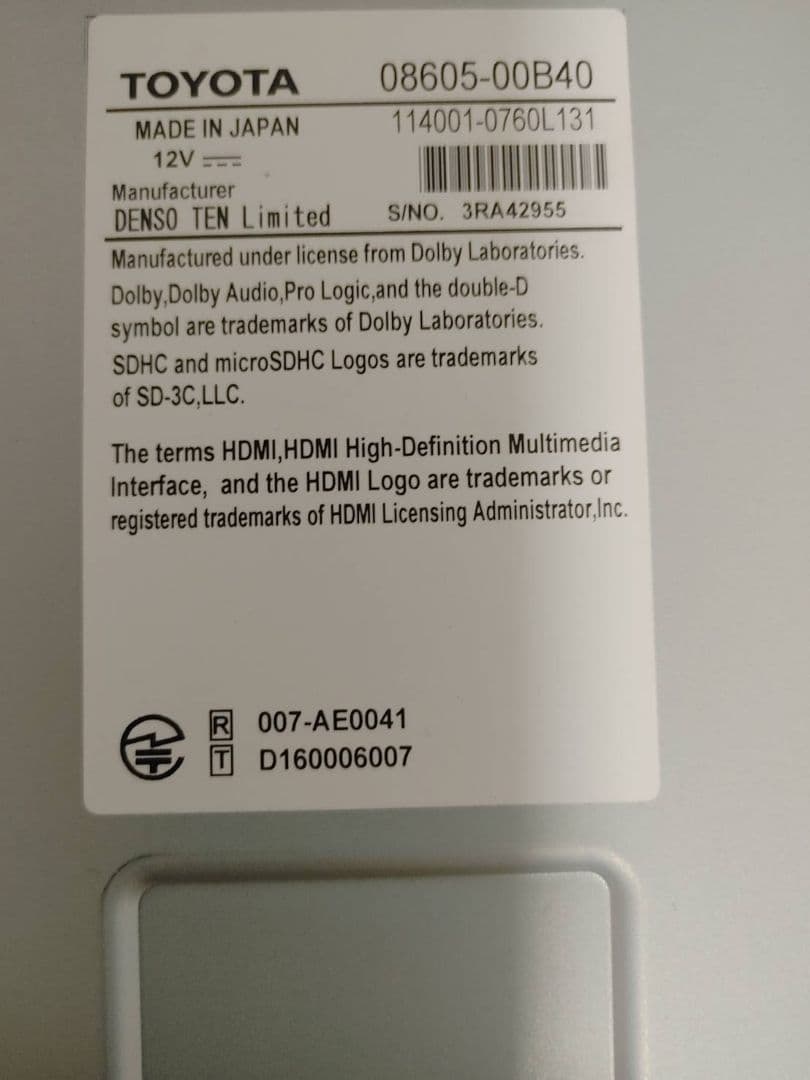 TOYOTA 08605-00B40
MADE IN JAPAN 114001-0760L131
12V
Manufacturer
DENSO TEN Limited S/NO. 3RA42955
Manufactured under license from Dolby Laboratories.
Dolby,Dolby Audio,Pro Logic,and the double-D
symbol are trademarks of Dolby Laboratories.
SDHC and microSDHC Logos are trademarks
of SD-3C,LLC.
The terms HDMI,HDMI High-Definition Multimedia
Interface, and the HDMI Logo are trademarks or
registered trademarks of HDMI Licensing Administrator,Inc.
R 007-AE0041
T D160006007